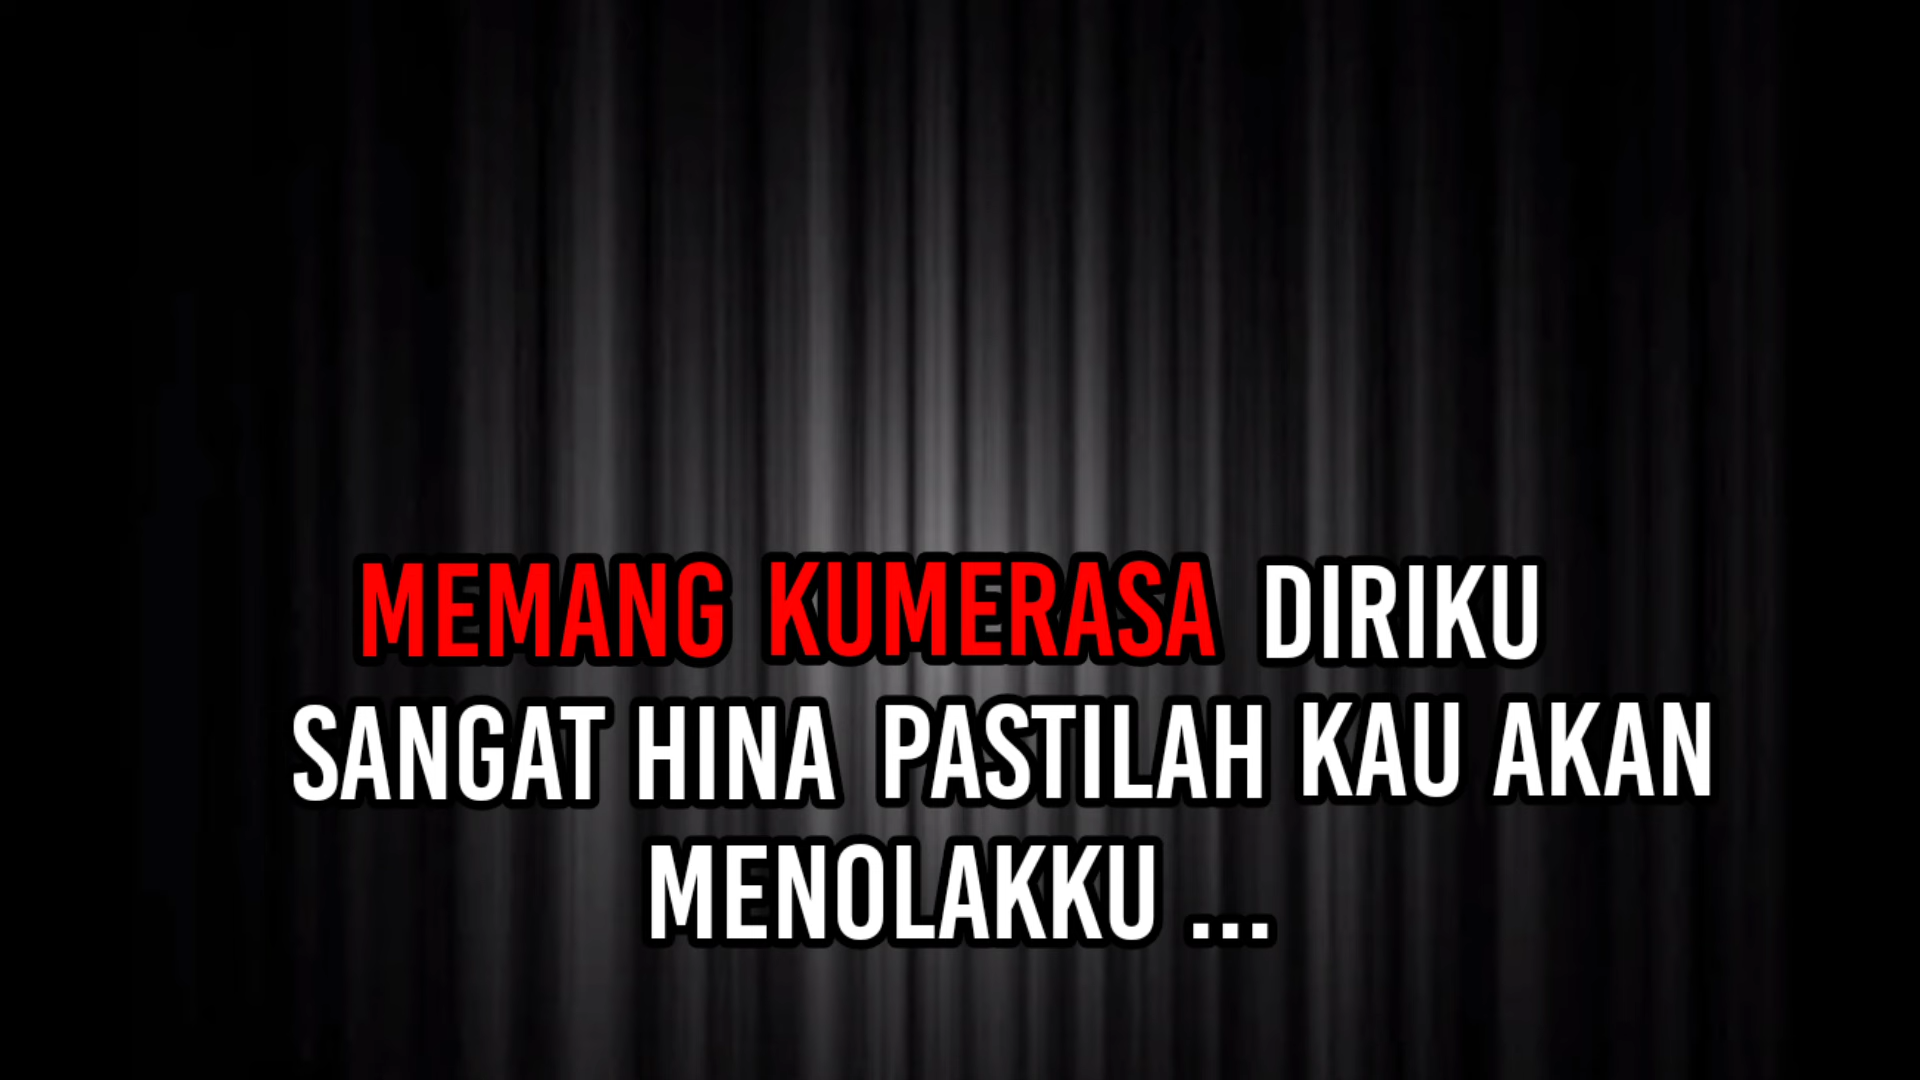 MEMANG KUMERASA DIRIKU
SANGAT HINA PASTILAH KAU AKAN
MENOLAKKU ...